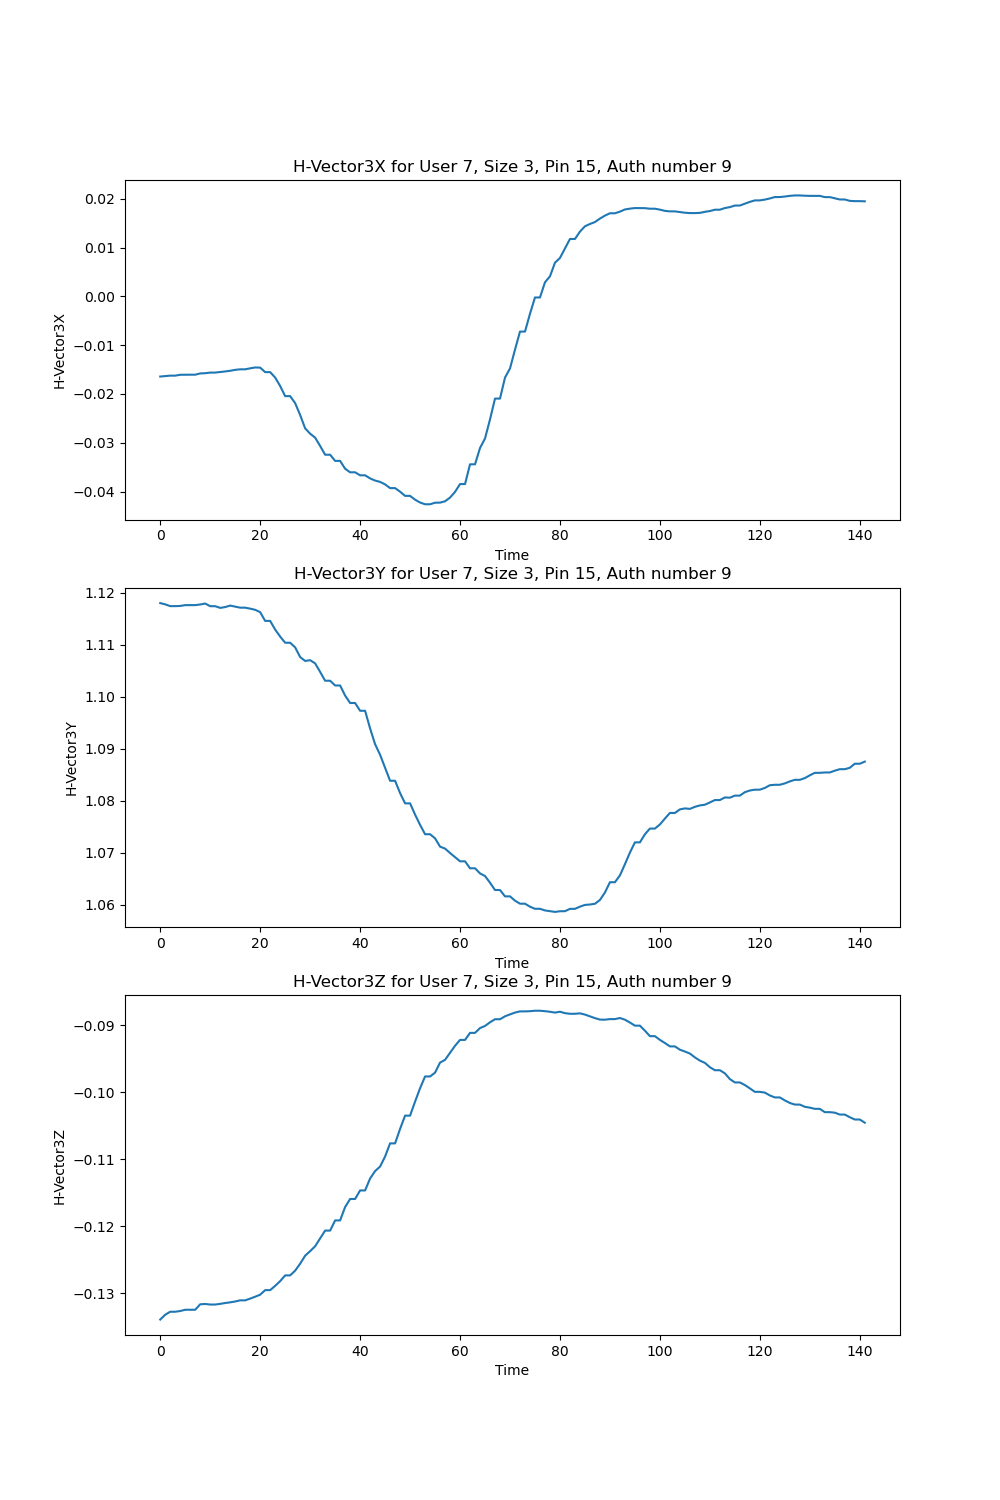 H-Vector3X for User 7, Size 3, Pin 15, Auth number 9
0.02
0.01
0.00
−0.01
−0.02
−0.03
−0.04
H-Vector3X
0 20 40 60 80 100 120 140
Time
H-Vector3Y for User 7, Size 3, Pin 15, Auth number 9
1.12
1.11
1.10
1.09
1.08
1.07
1.06
H-Vector3Y
0 20 40 60 80 100 120 140
Time
H-Vector3Z for User 7, Size 3, Pin 15, Auth number 9
−0.09
−0.10
−0.11
−0.12
−0.13
H-Vector3Z
0 20 40 60 80 100 120 140
Time